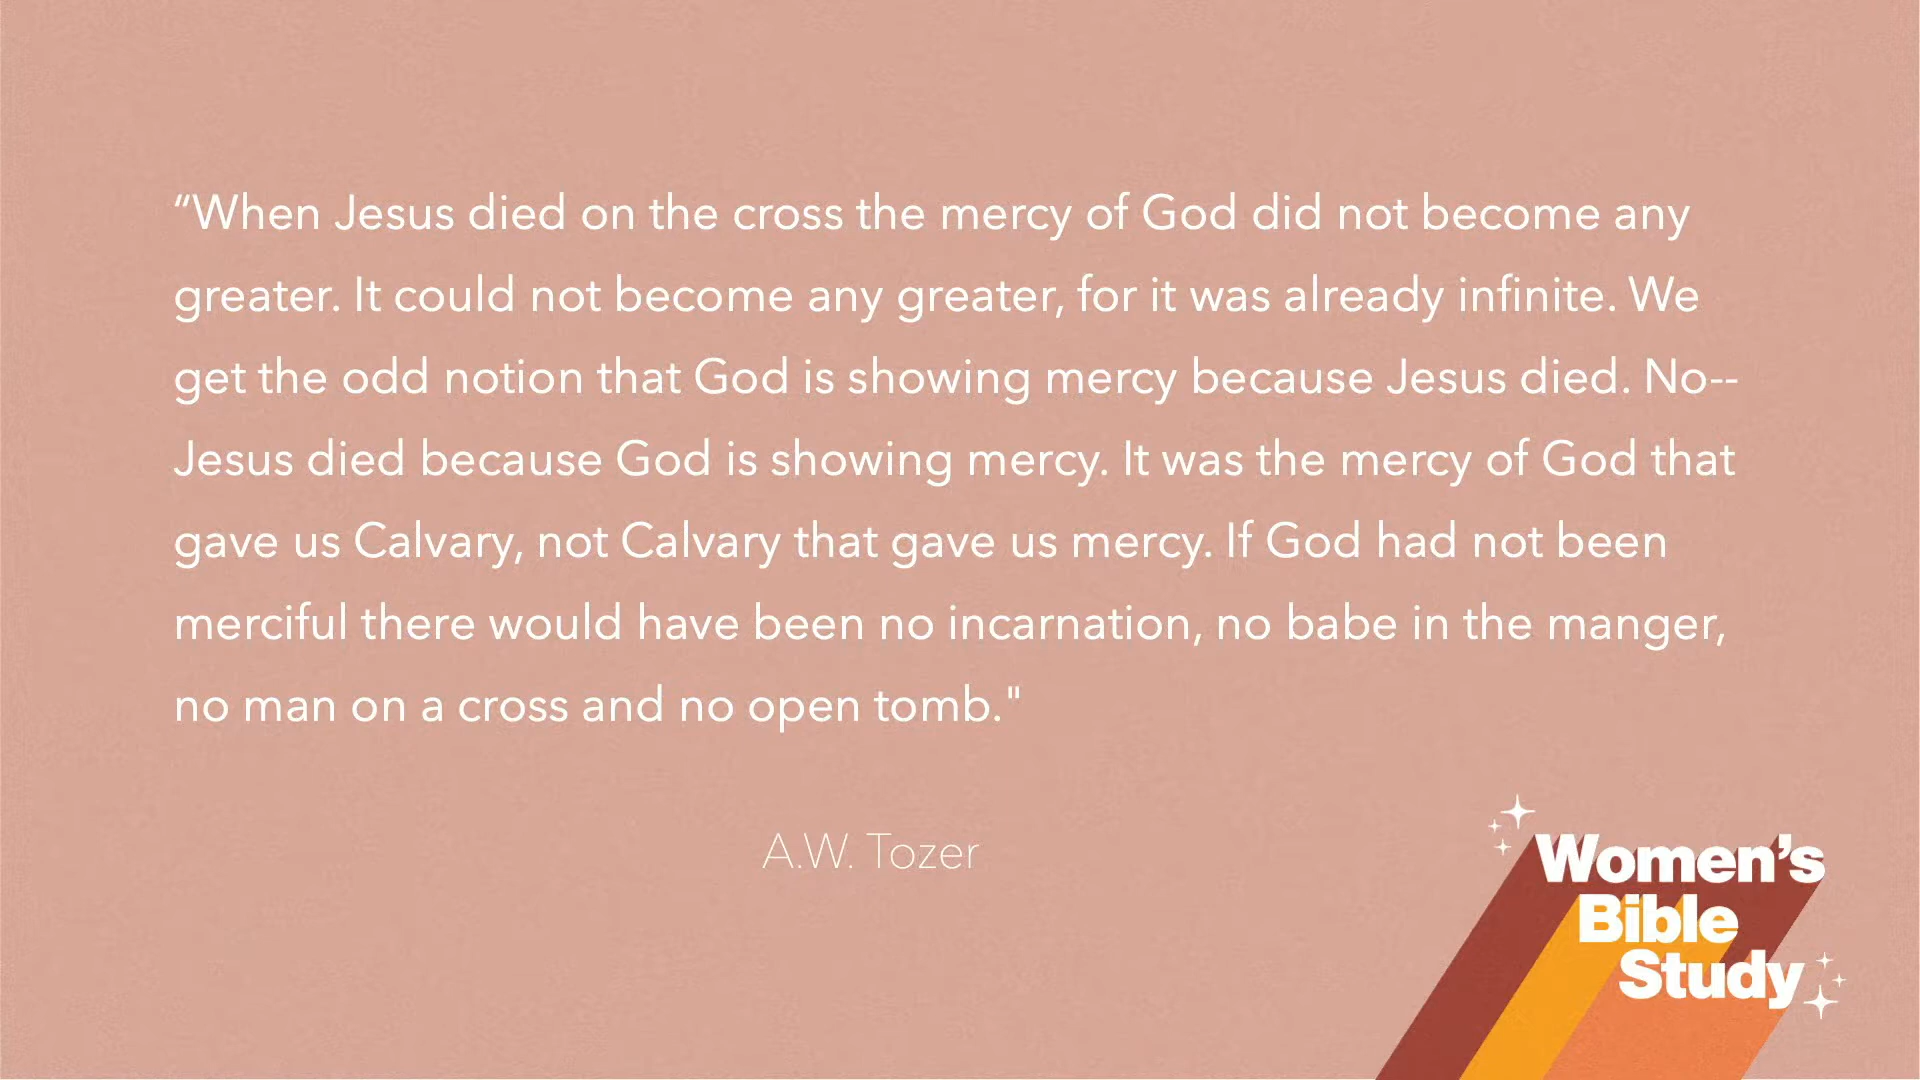 “When Jesus died on the cross the mercy of God did not become any
greater. It could not become any greater, for it was already infinite. We
get the odd notion that God is showing mercy because Jesus died. No--
Jesus died because God is showing mercy. It was the mercy of God that
gave us Calvary, not Calvary that gave us mercy. If God had not been
merciful there would have been no incarnation, no babe in the manger,
no man on a cross and no open tomb."
A.W. Tozer
Women’s
Bible
Study